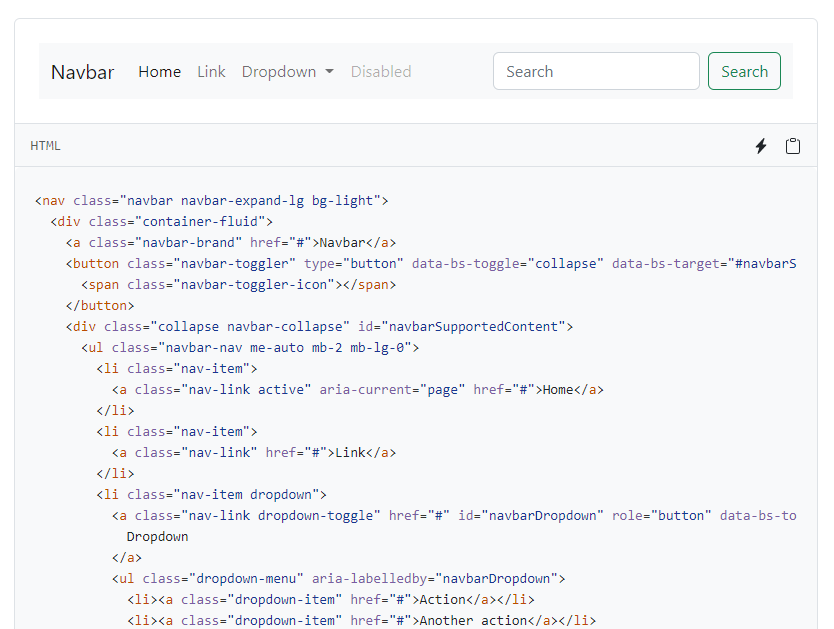 Navbar Home Link Dropdown Disabled Search Search
HTML
<nav class="navbar navbar-expand-lg bg-light">
<div class="container-fluid">
<a class="navbar-brand" href="#">Navbar</a>
<button class="navbar-toggler" type="button" data-bs-toggle="collapse" data-bs-target="#navbarS
<span class="navbar-toggler-icon"></span>
</button>
<div class="collapse navbar-collapse" id="navbarSupportedContent">
<ul class="navbar-nav me-auto mb-2 mb-lg-0">
<li class="nav-item">
<a class="nav-link active" aria-current="page" href="#">Home</a>
</li>
<li class="nav-item">
<a class="nav-link" href="#">Link</a>
</li>
<li class="nav-item dropdown">
<a class="nav-link dropdown-toggle" href="#" id="navbarDropdown" role="button" data-bs-to
Dropdown
</a>
<ul class="dropdown-menu" aria-labelledby="navbarDropdown">
<li><a class="dropdown-item" href="#">Action</a></li>
<li><a class="dropdown-item" href="#">Another action</a></li>